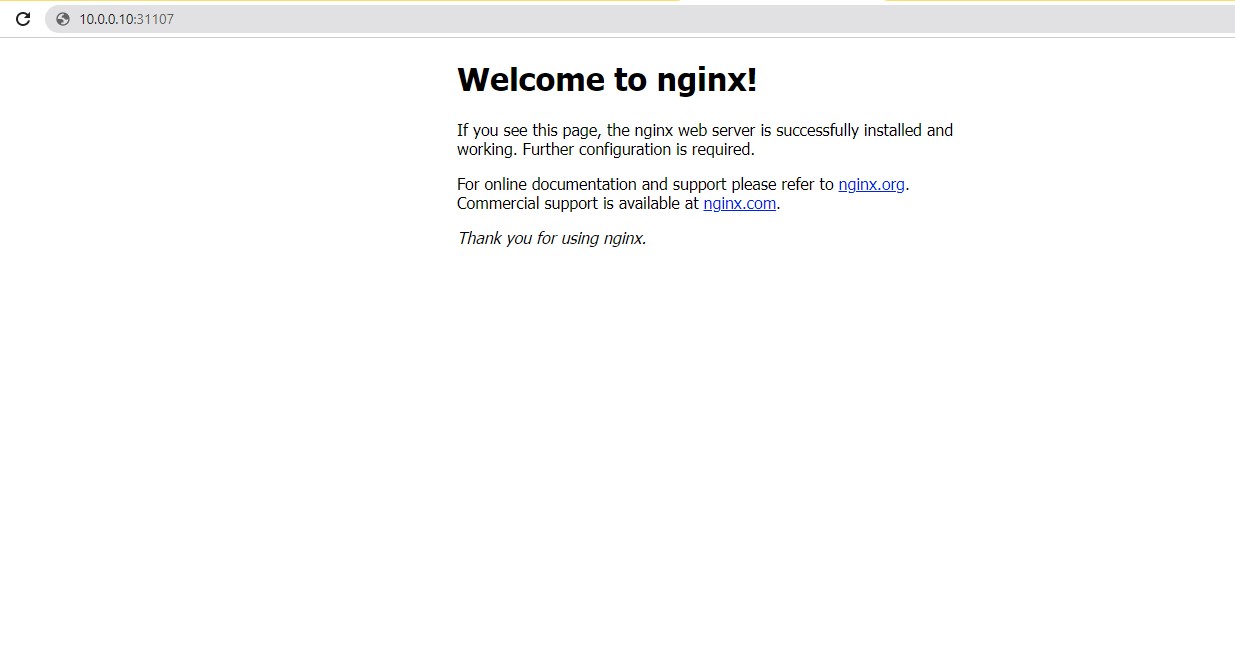 10.0.0.10:31107
Welcome to nginx!
If you see this page, the nginx web server is successfully installed and
working. Further configuration is required.
For online documentation and support please refer to nginx.org.
Commercial support is available at nginx.com.
Thank you for using nginx.